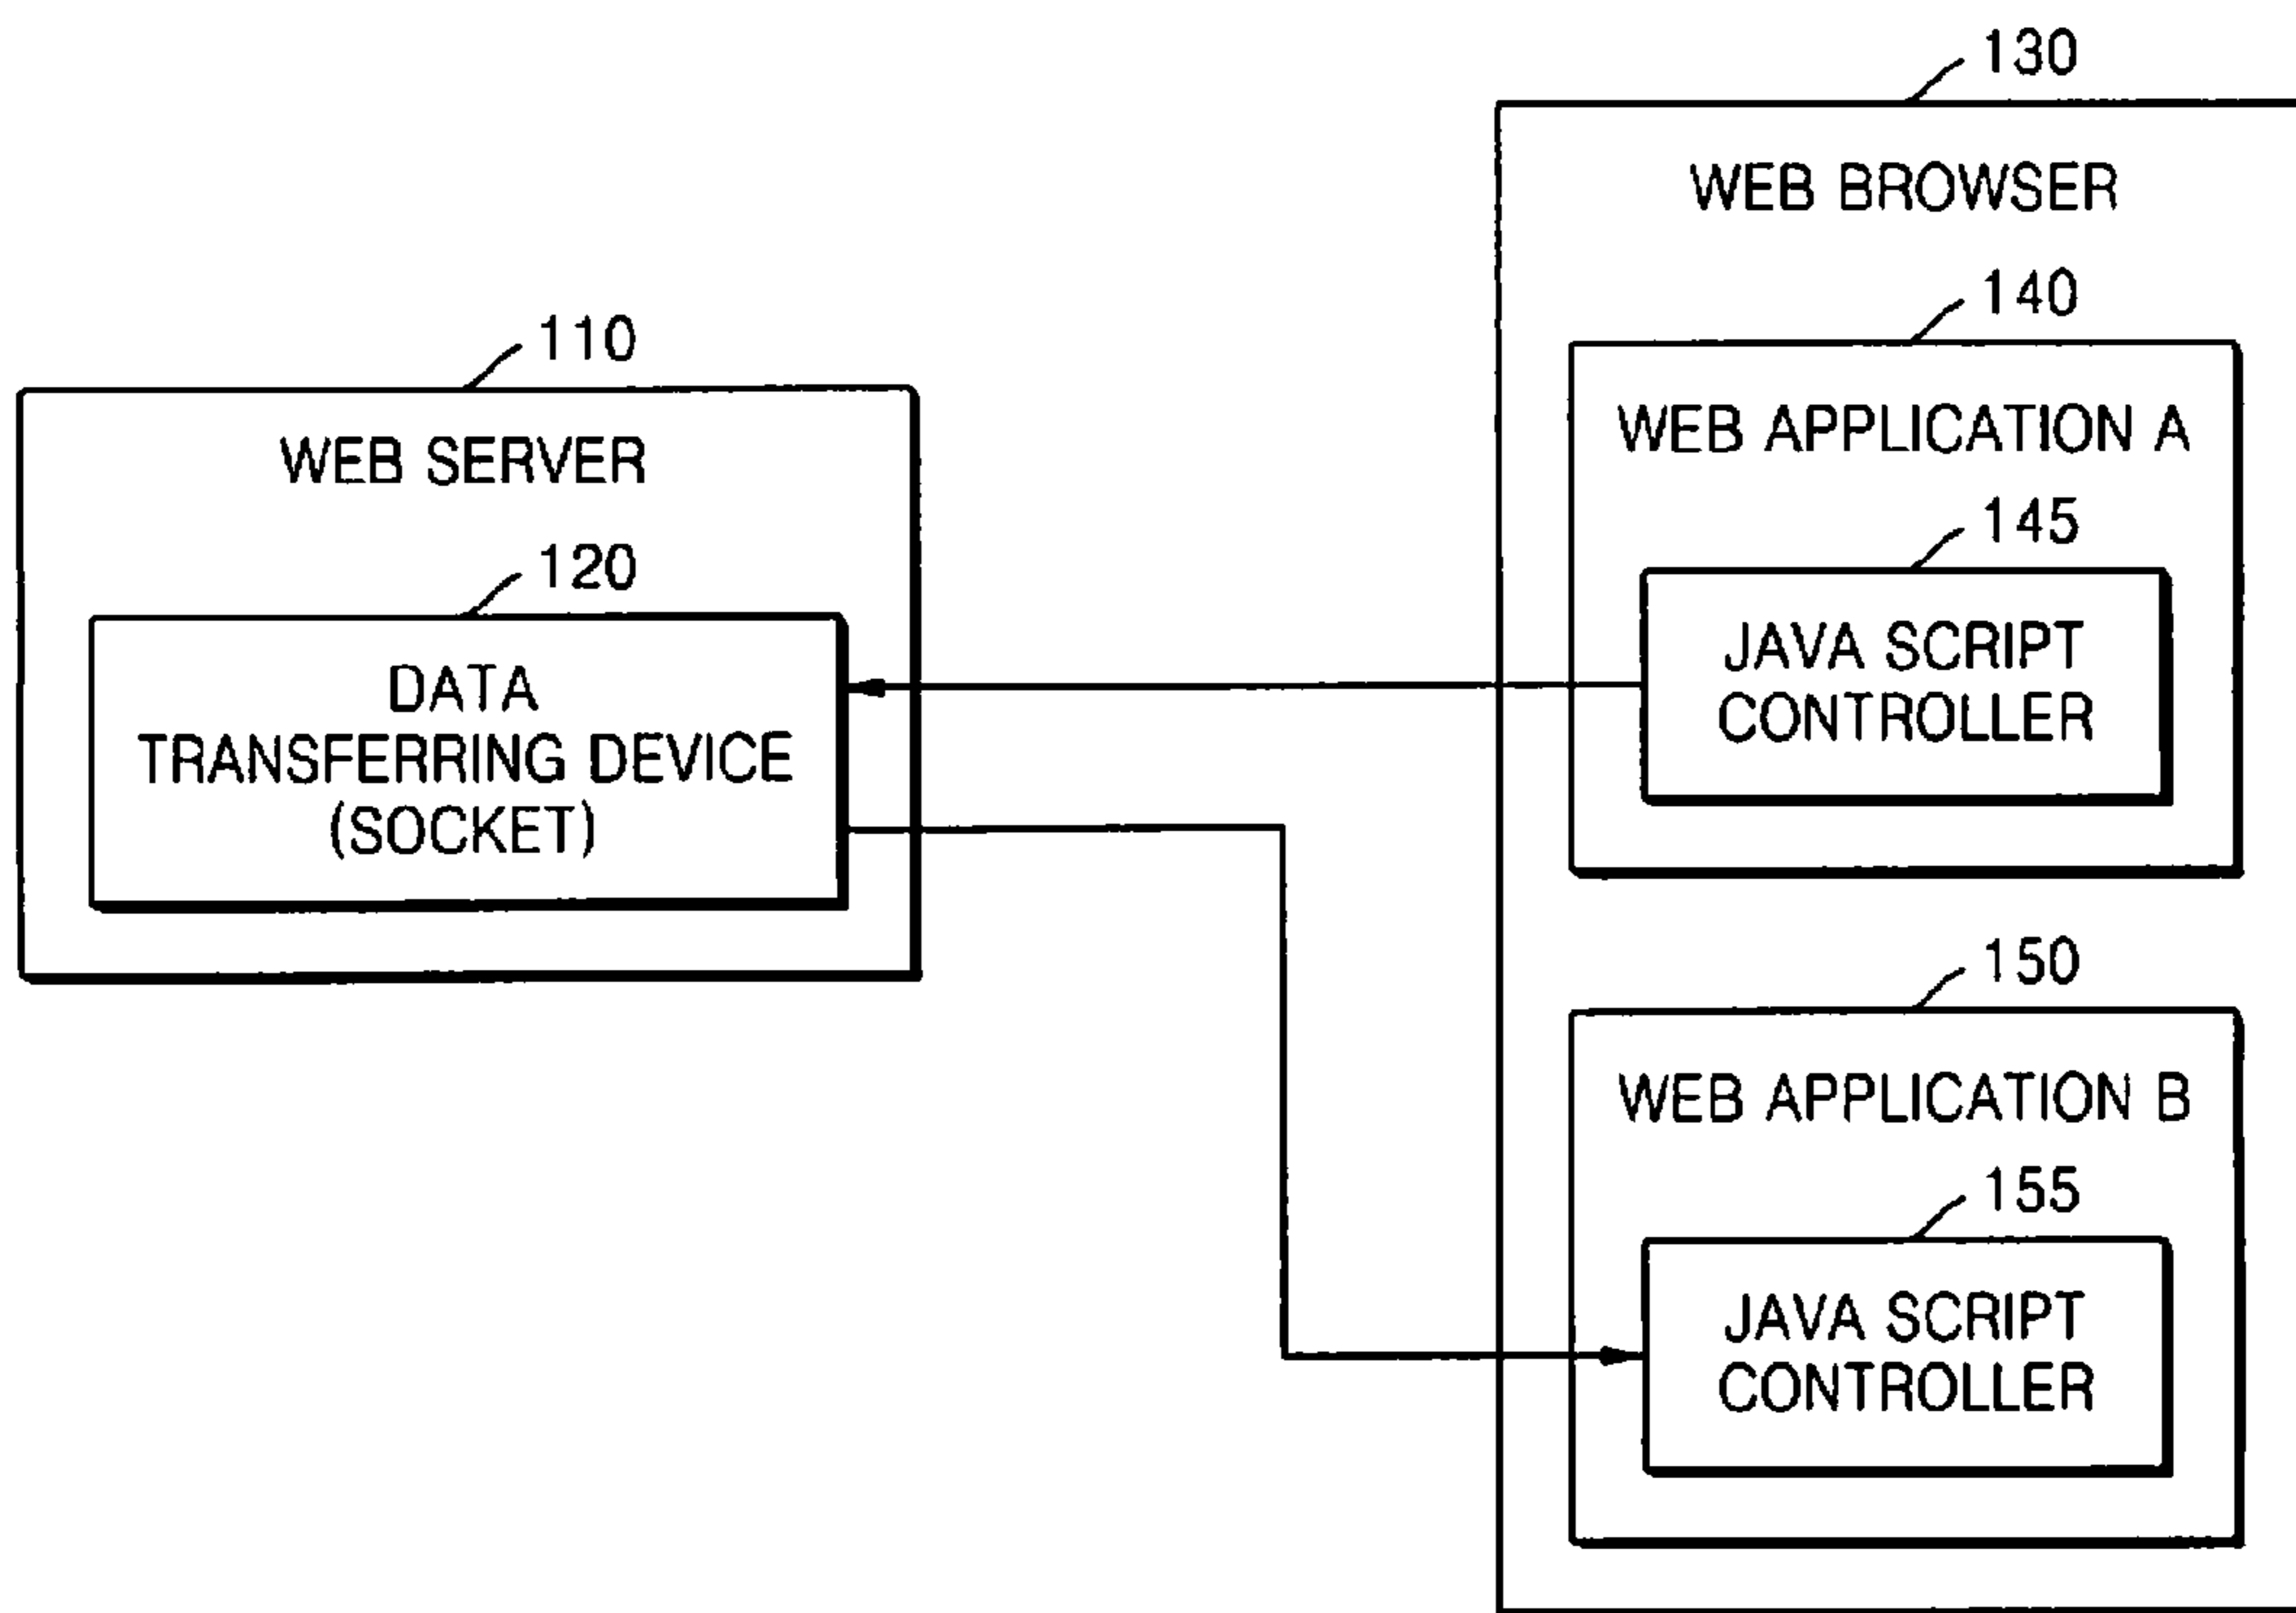 130
WEB BROWSER
140
110
WEB APPLICATION A
WEB SERVER
145
120
JAVA SCRIPT
CONTROLLER
DATA
TRANSFERRING DEVICE
(SOCKET)
150
WEB APPLICATION B
155
JAVA SCRIPT
CONTROLLER